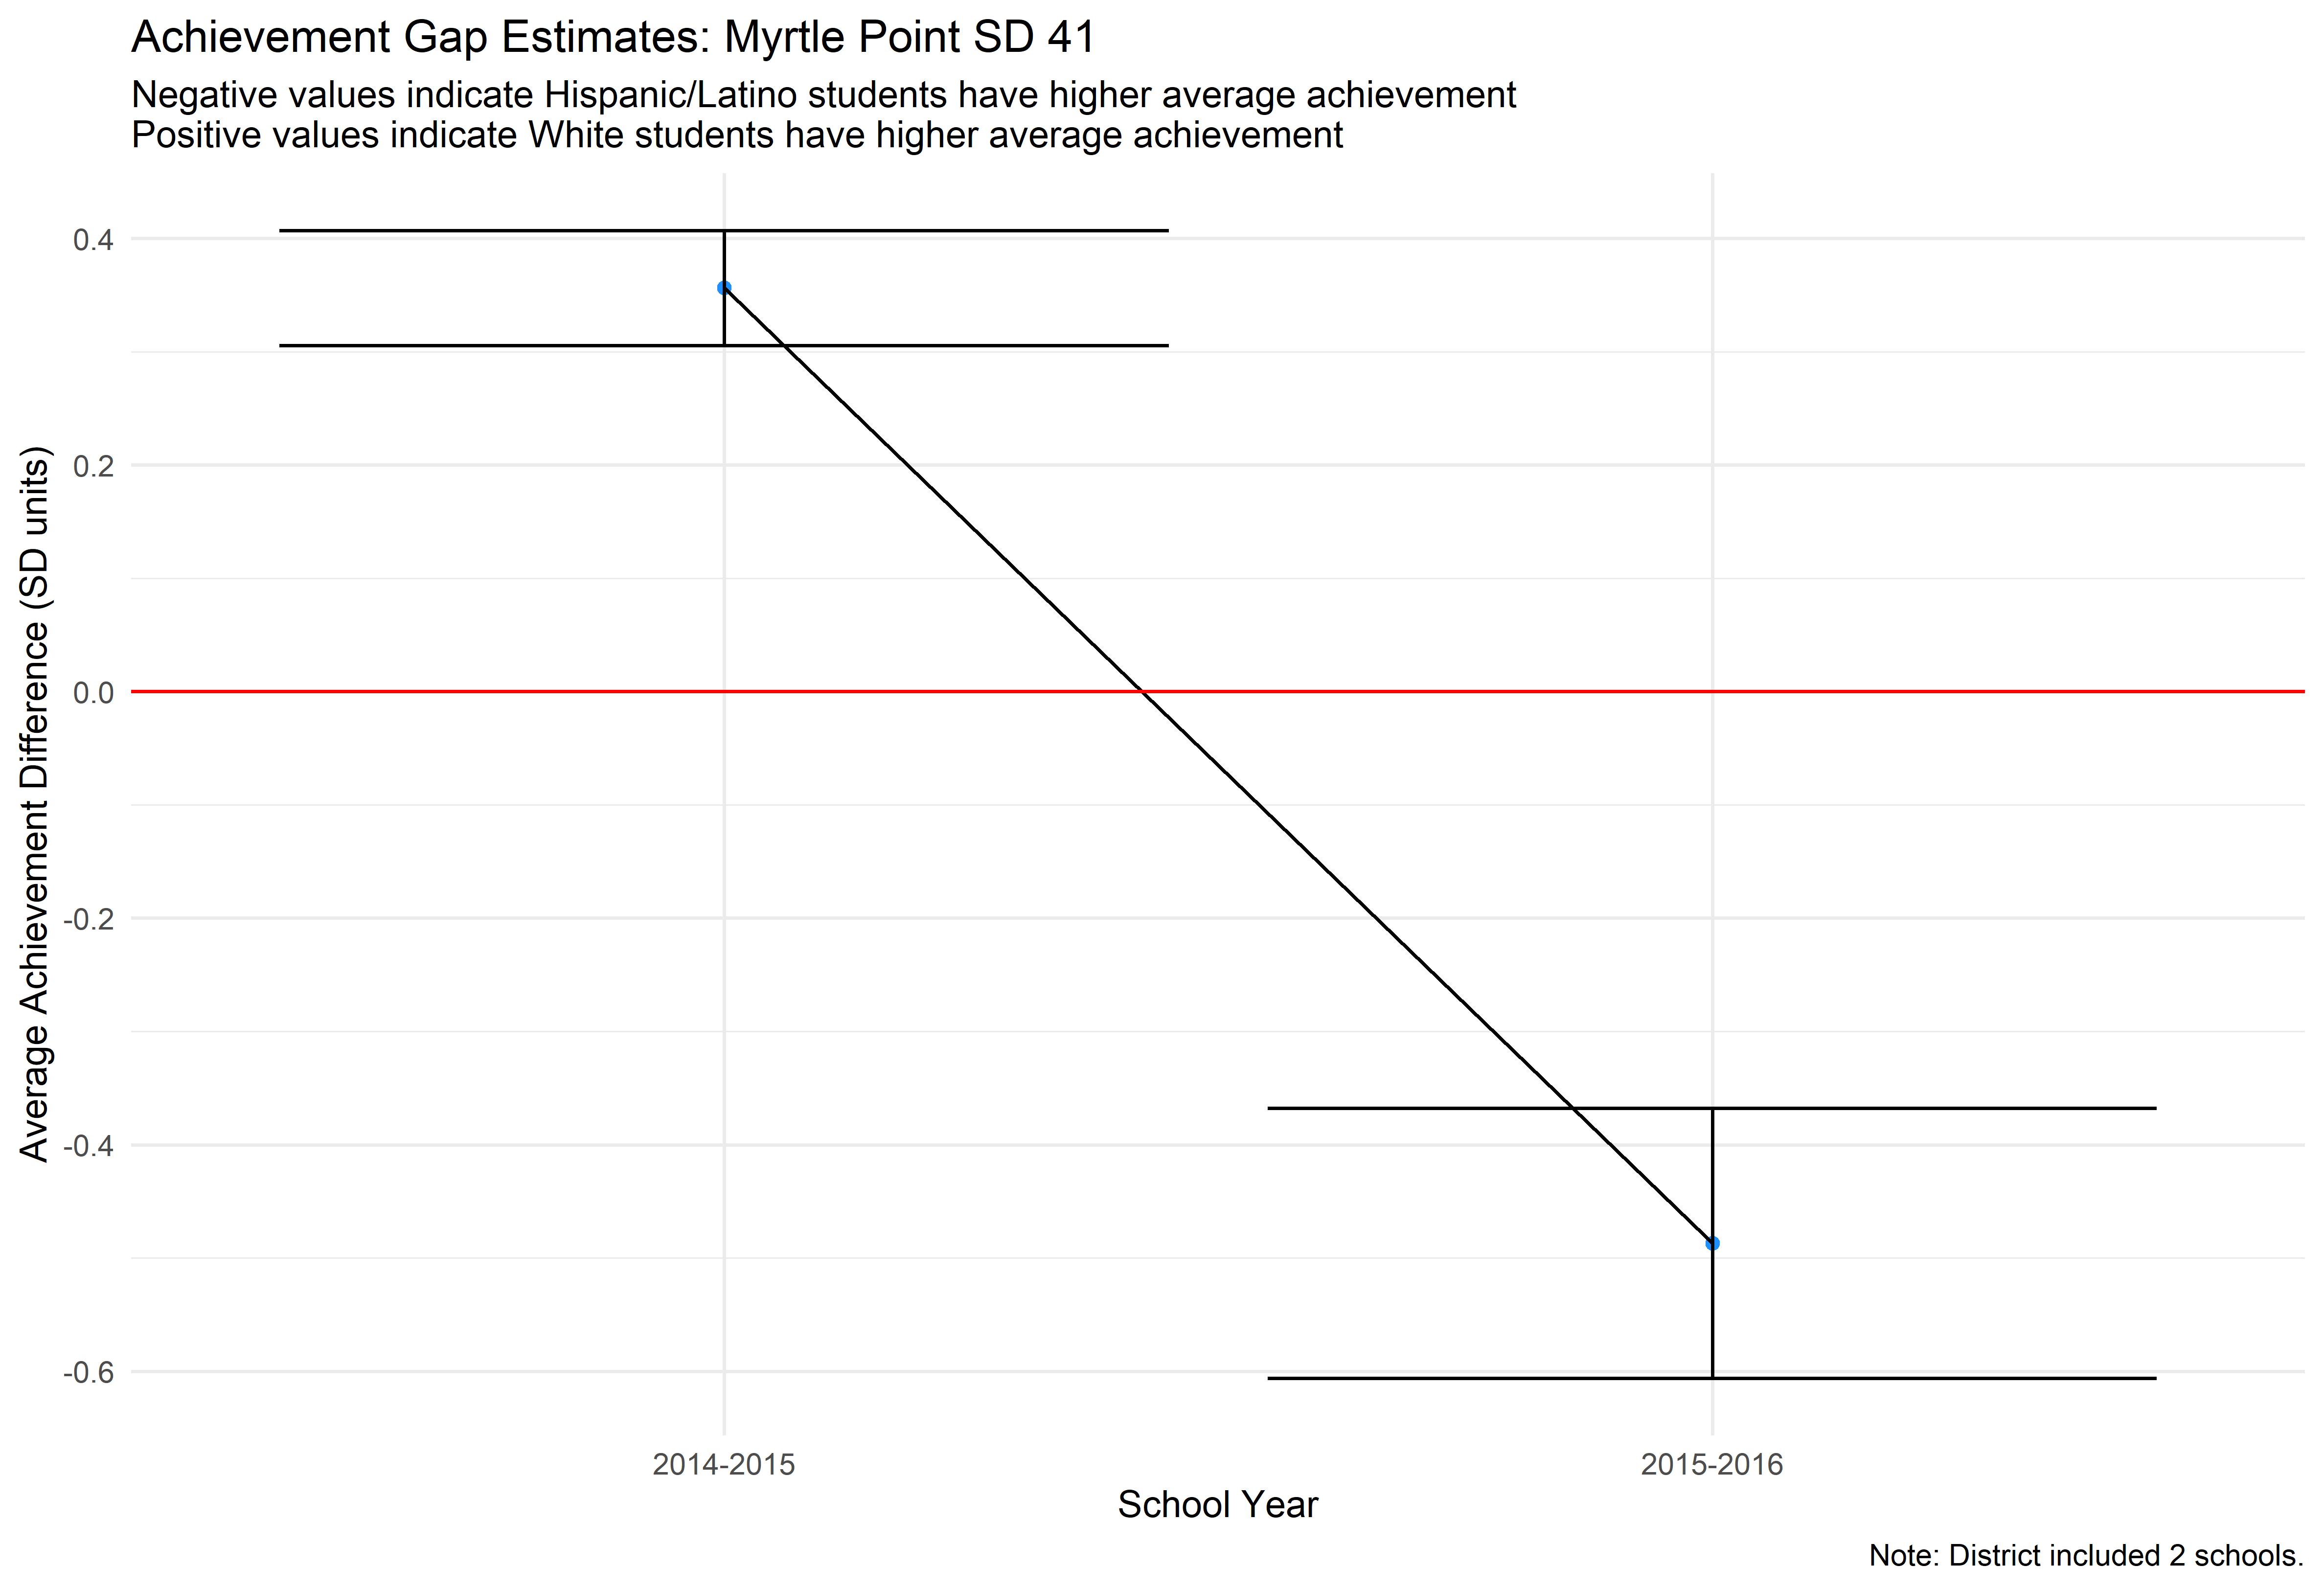 Achievement Gap Estimates: Myrtle Point SD 41
Negative values indicate Hispanic/Latino students have higher average achievement
Positive values indicate White students have higher average achievement
Average Achievement Difference (SD units)
0.4
0.2
0.0
-0.2
-0.4
-0.6
2014-2015
2015-2016
School Year
Note: District included 2 schools.